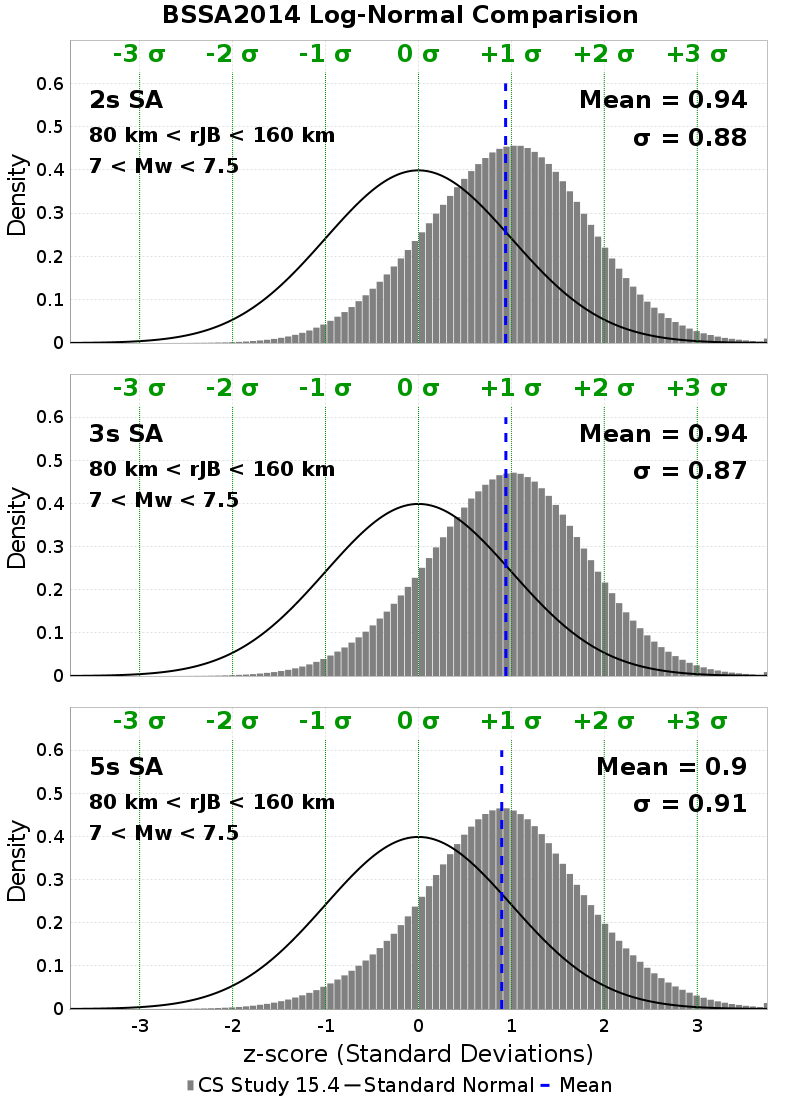 BSSA2014 Log-Normal Comparision
-3 σ -2 σ -1 σ 0 σ +1 σ +2 σ +3 σ
0.6
0.5
0.4
0.3
0.2
0.1
0
Density
2s SA
80 km < rJB < 160 km
7 < Mw < 7.5
Mean = 0.94
σ = 0.88
-3 σ -2 σ -1 σ 0 σ +1 σ +2 σ +3 σ
0.6
0.5
0.4
0.3
0.2
0.1
0
Density
3s SA
80 km < rJB < 160 km
7 < Mw < 7.5
Mean = 0.94
σ = 0.87
-3 σ -2 σ -1 σ 0 σ +1 σ +2 σ +3 σ
0.6
0.5
0.4
0.3
0.2
0.1
0
Density
5s SA
80 km < rJB < 160 km
7 < Mw < 7.5
Mean = 0.9
σ = 0.91
-3 -2 -1 0 1 2 3
z-score (Standard Deviations)
CS Study 15.4 Standard Normal Mean